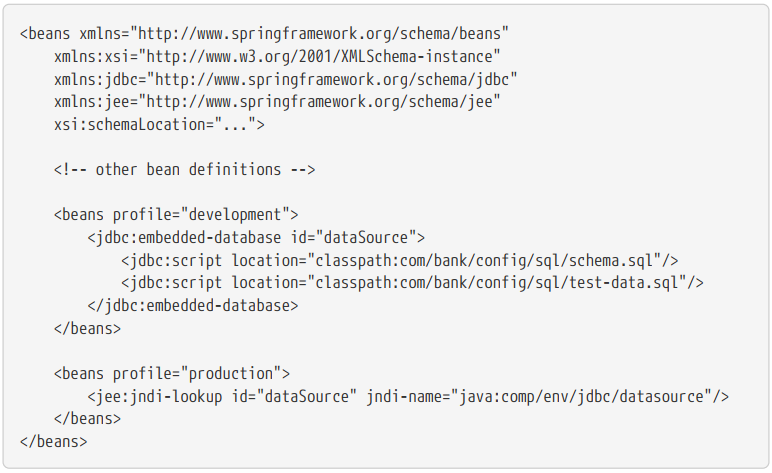 <beans xmlns="http://www.springframework.org/schema/beans"
    xmlns:xsi="http://www.w3.org/2001/XMLSchema-instance"
    xmlns:jdbc="http://www.springframework.org/schema/jdbc"
    xmlns:jee="http://www.springframework.org/schema/jee"
    xsi:schemaLocation="...">

    <!-- other bean definitions -->

    <beans profile="development">
        <jdbc:embedded-database id="dataSource">
            <jdbc:script location="classpath:com/bank/config/sql/schema.sql"/>
            <jdbc:script location="classpath:com/bank/config/sql/test-data.sql"/>
        </jdbc:embedded-database>
    </beans>

    <beans profile="production">
        <jee:jndi-lookup id="dataSource" jndi-name="java:comp/env/jdbc/datasource"/>
    </beans>
</beans>